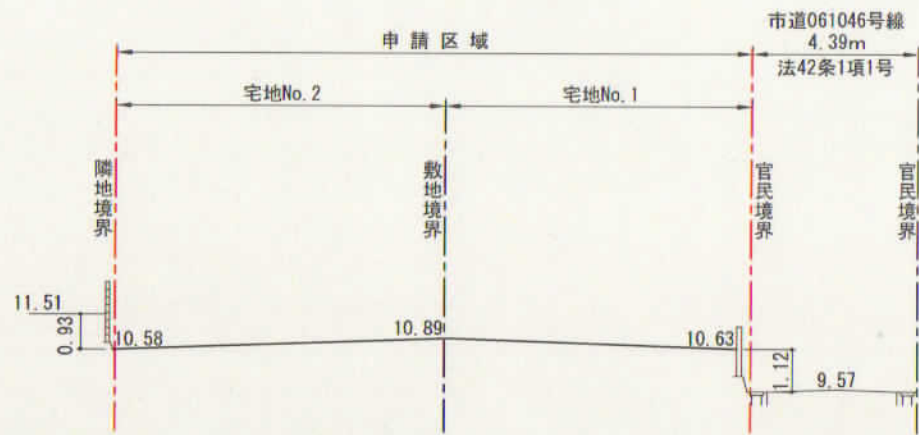 市道061046号線
申請区域
4.39m
法42条1項1号
宅地No.2
宅地No.1
隣地境界
敷地境界
官民境界
官民境界
11.51
0.93
10.58
10.89
10.63
1.12
9.57